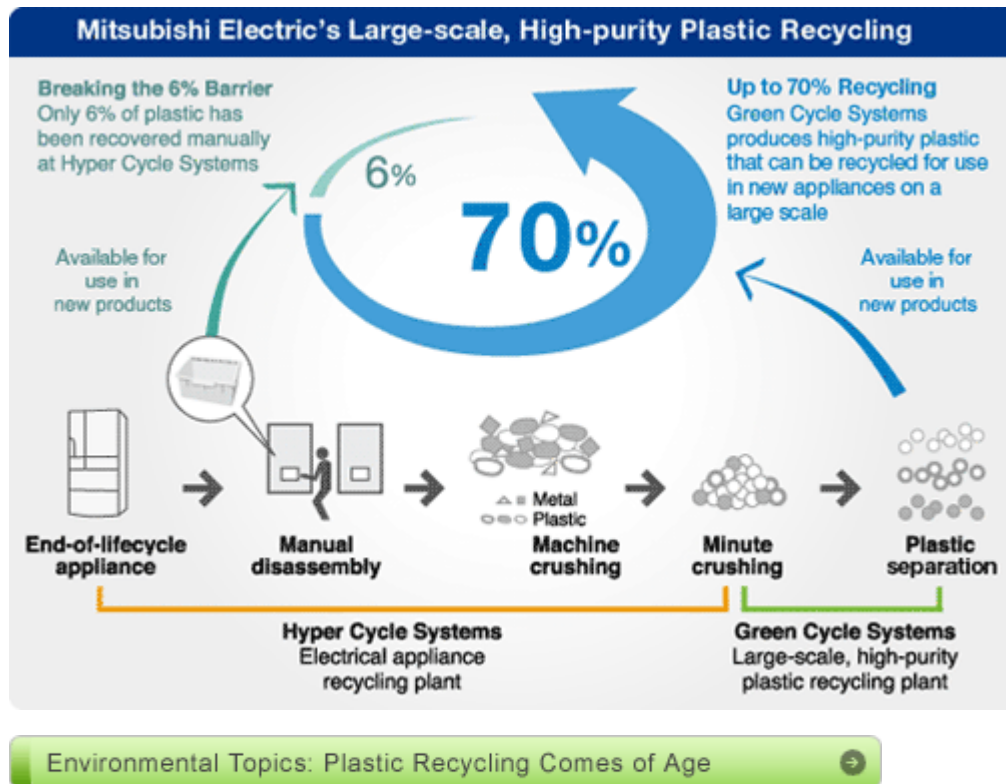 Mitsubishi Electric's Large-scale, High-purity Plastic Recycling
Breaking the 6% Barrier
Only 6% of plastic has
been recovered manually
at Hyper Cycle Systems
Up to 70% Recycling
Green Cycle Systems
produces high-purity plastic
that can be recycled for use
in new appliances on a
large scale
6%
70%
Available for
use in
new products
Available for
use in
new products
Metal
Plastic
End-of-lifecycle
appliance
Manual
disassembly
Machine
crushing
Minute
crushing
Plastic
separation
Hyper Cycle Systems
Electrical appliance
recycling plant
Green Cycle Systems
Large-scale, high-purity
plastic recycling plant
Environmental Topics: Plastic Recycling Comes of Age